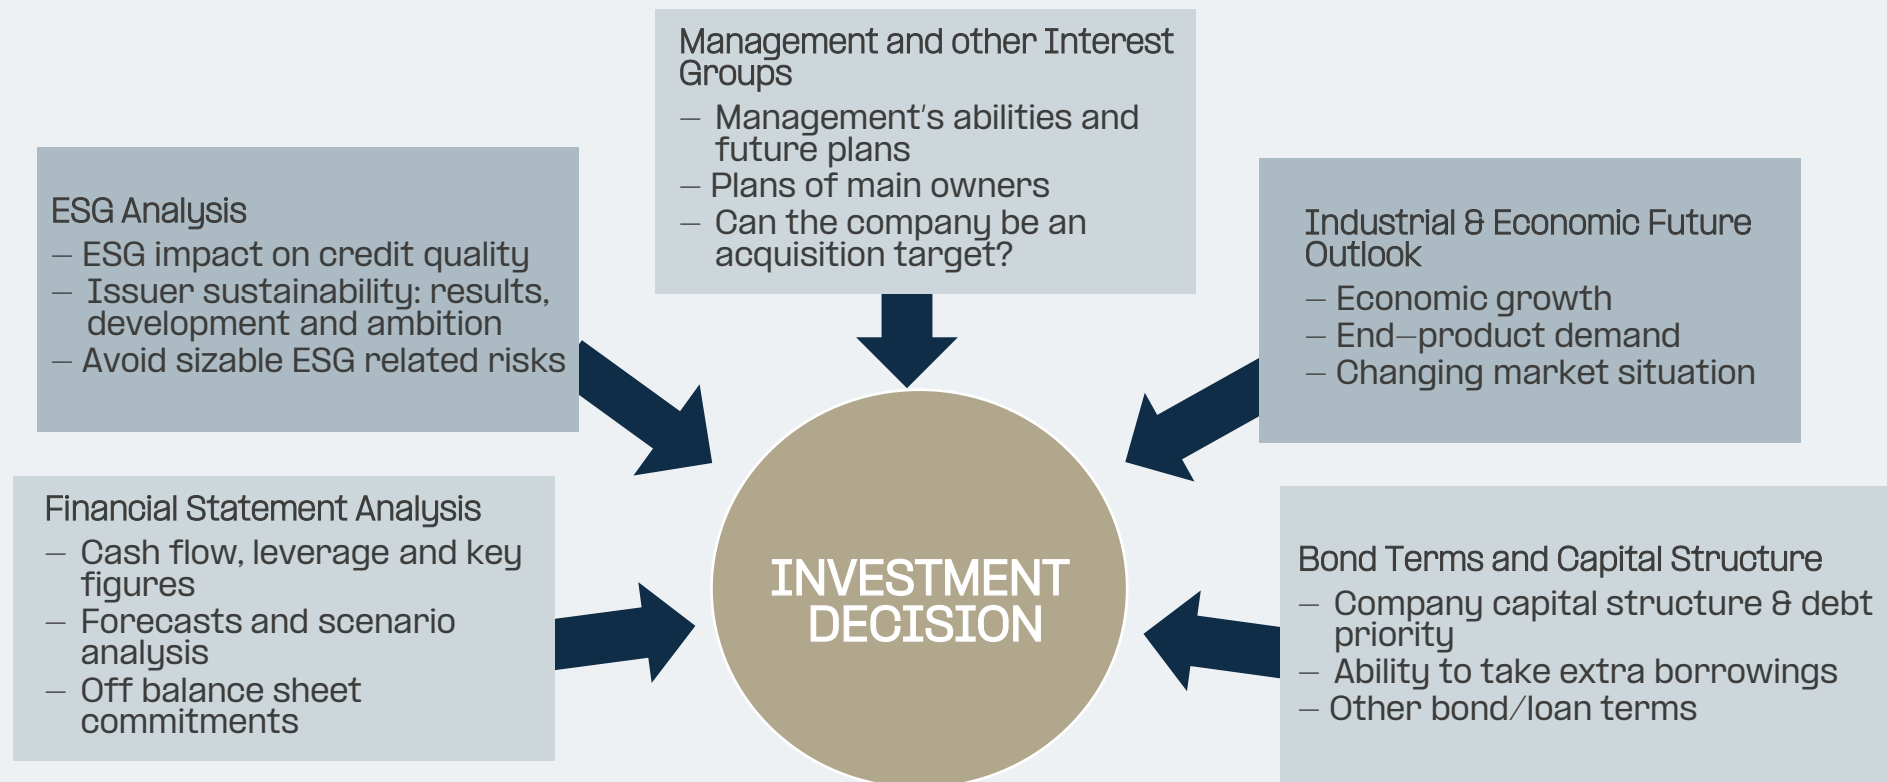 Management and other Interest
Groups
– Management's abilities and
future plans
– Plans of main owners
– Can the company be an
acquisition target?
ESG Analysis
– ESG impact on credit quality
– Issuer sustainability: results,
development and ambition
– Avoid sizable ESG related risks
Industrial & Economic Future
Outlook
– Economic growth
– End–product demand
– Changing market situation
Financial Statement Analysis
– Cash flow, leverage and key
figures
– Forecasts and scenario
analysis
– Off balance sheet
commitments
INVESTMENT
DECISION
Bond Terms and Capital Structure
– Company capital structure & debt
priority
– Ability to take extra borrowings
– Other bond/loan terms